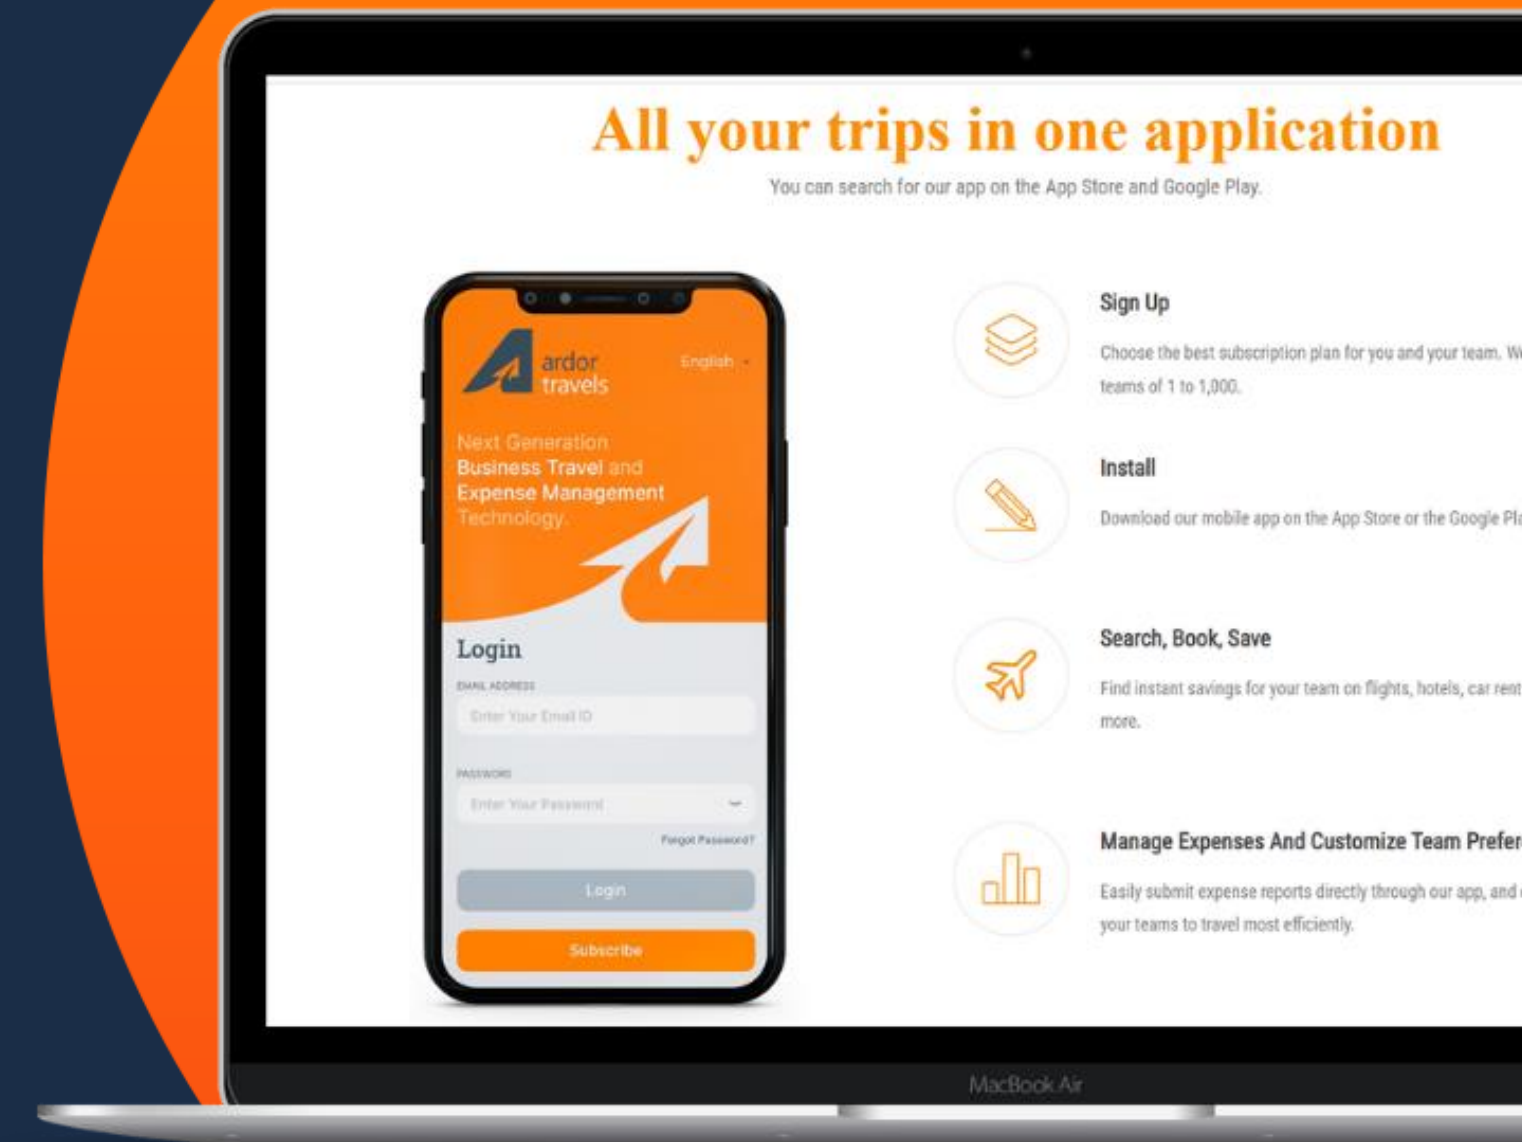 All your trips in one application
You can search for our app on the App Store and Google Play.
ardor
travels
English
Next Generation
Business Travel and
Expense Management
Technology.
Login
EMAIL ADDRESS
Enter Your Email ID
PASSWORD
Enter Your Password
Forgot Password?
Login
Subscribe
Sign Up
Choose the best subscription plan for you and your team. We
teams of 1 to 1,000.
Install
Download our mobile app on the App Store or the Google Pla
Search, Book, Save
Find instant savings for your team on flights, hotels, car rent
more.
Manage Expenses And Customize Team Prefer
Easily submit expense reports directly through our app, and
your teams to travel most efficiently.
MacBook Air